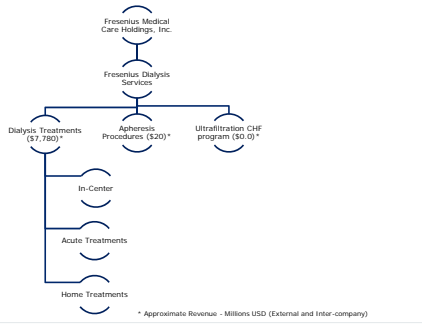 Fresenius Medical
Care Holdings, Inc.
Fresenius Dialysis
Services
Dialysis Treatments
($7,780)*
Apheresis
Procedures ($20)*
Ultrafiltration CHF
program ($0.0)*
In-Center
Acute Treatments
Home Treatments
* Approximate Revenue - Millions USD (External and Inter-company)